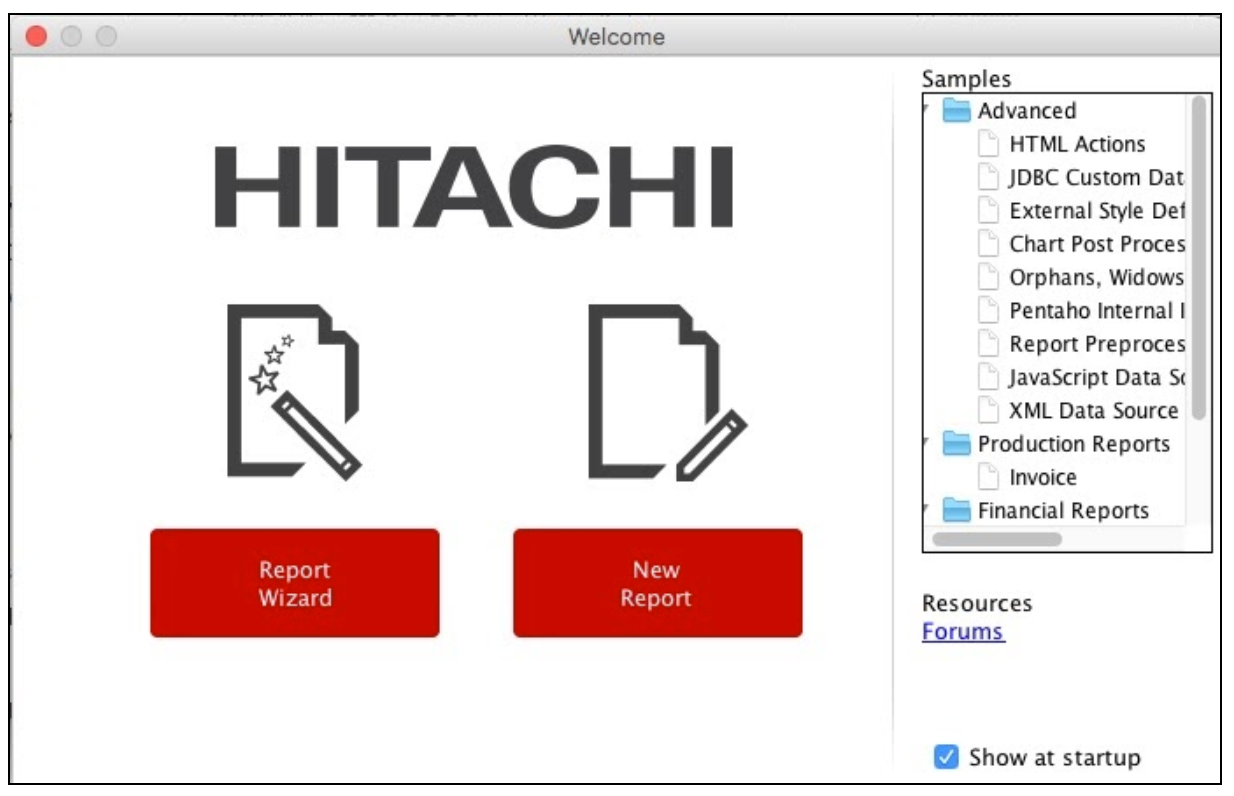 Welcome
HITACHI
Report
Wizard
New
Report
Samples
Advanced
HTML Actions
JDBC Custom Dat
External Style Def
Chart Post Proces
Orphans, Widows
Pentaho Internal I
Report Preproces
JavaScript Data So
XML Data Source
Production Reports
Invoice
Financial Reports
Resources
Forums
Show at startup